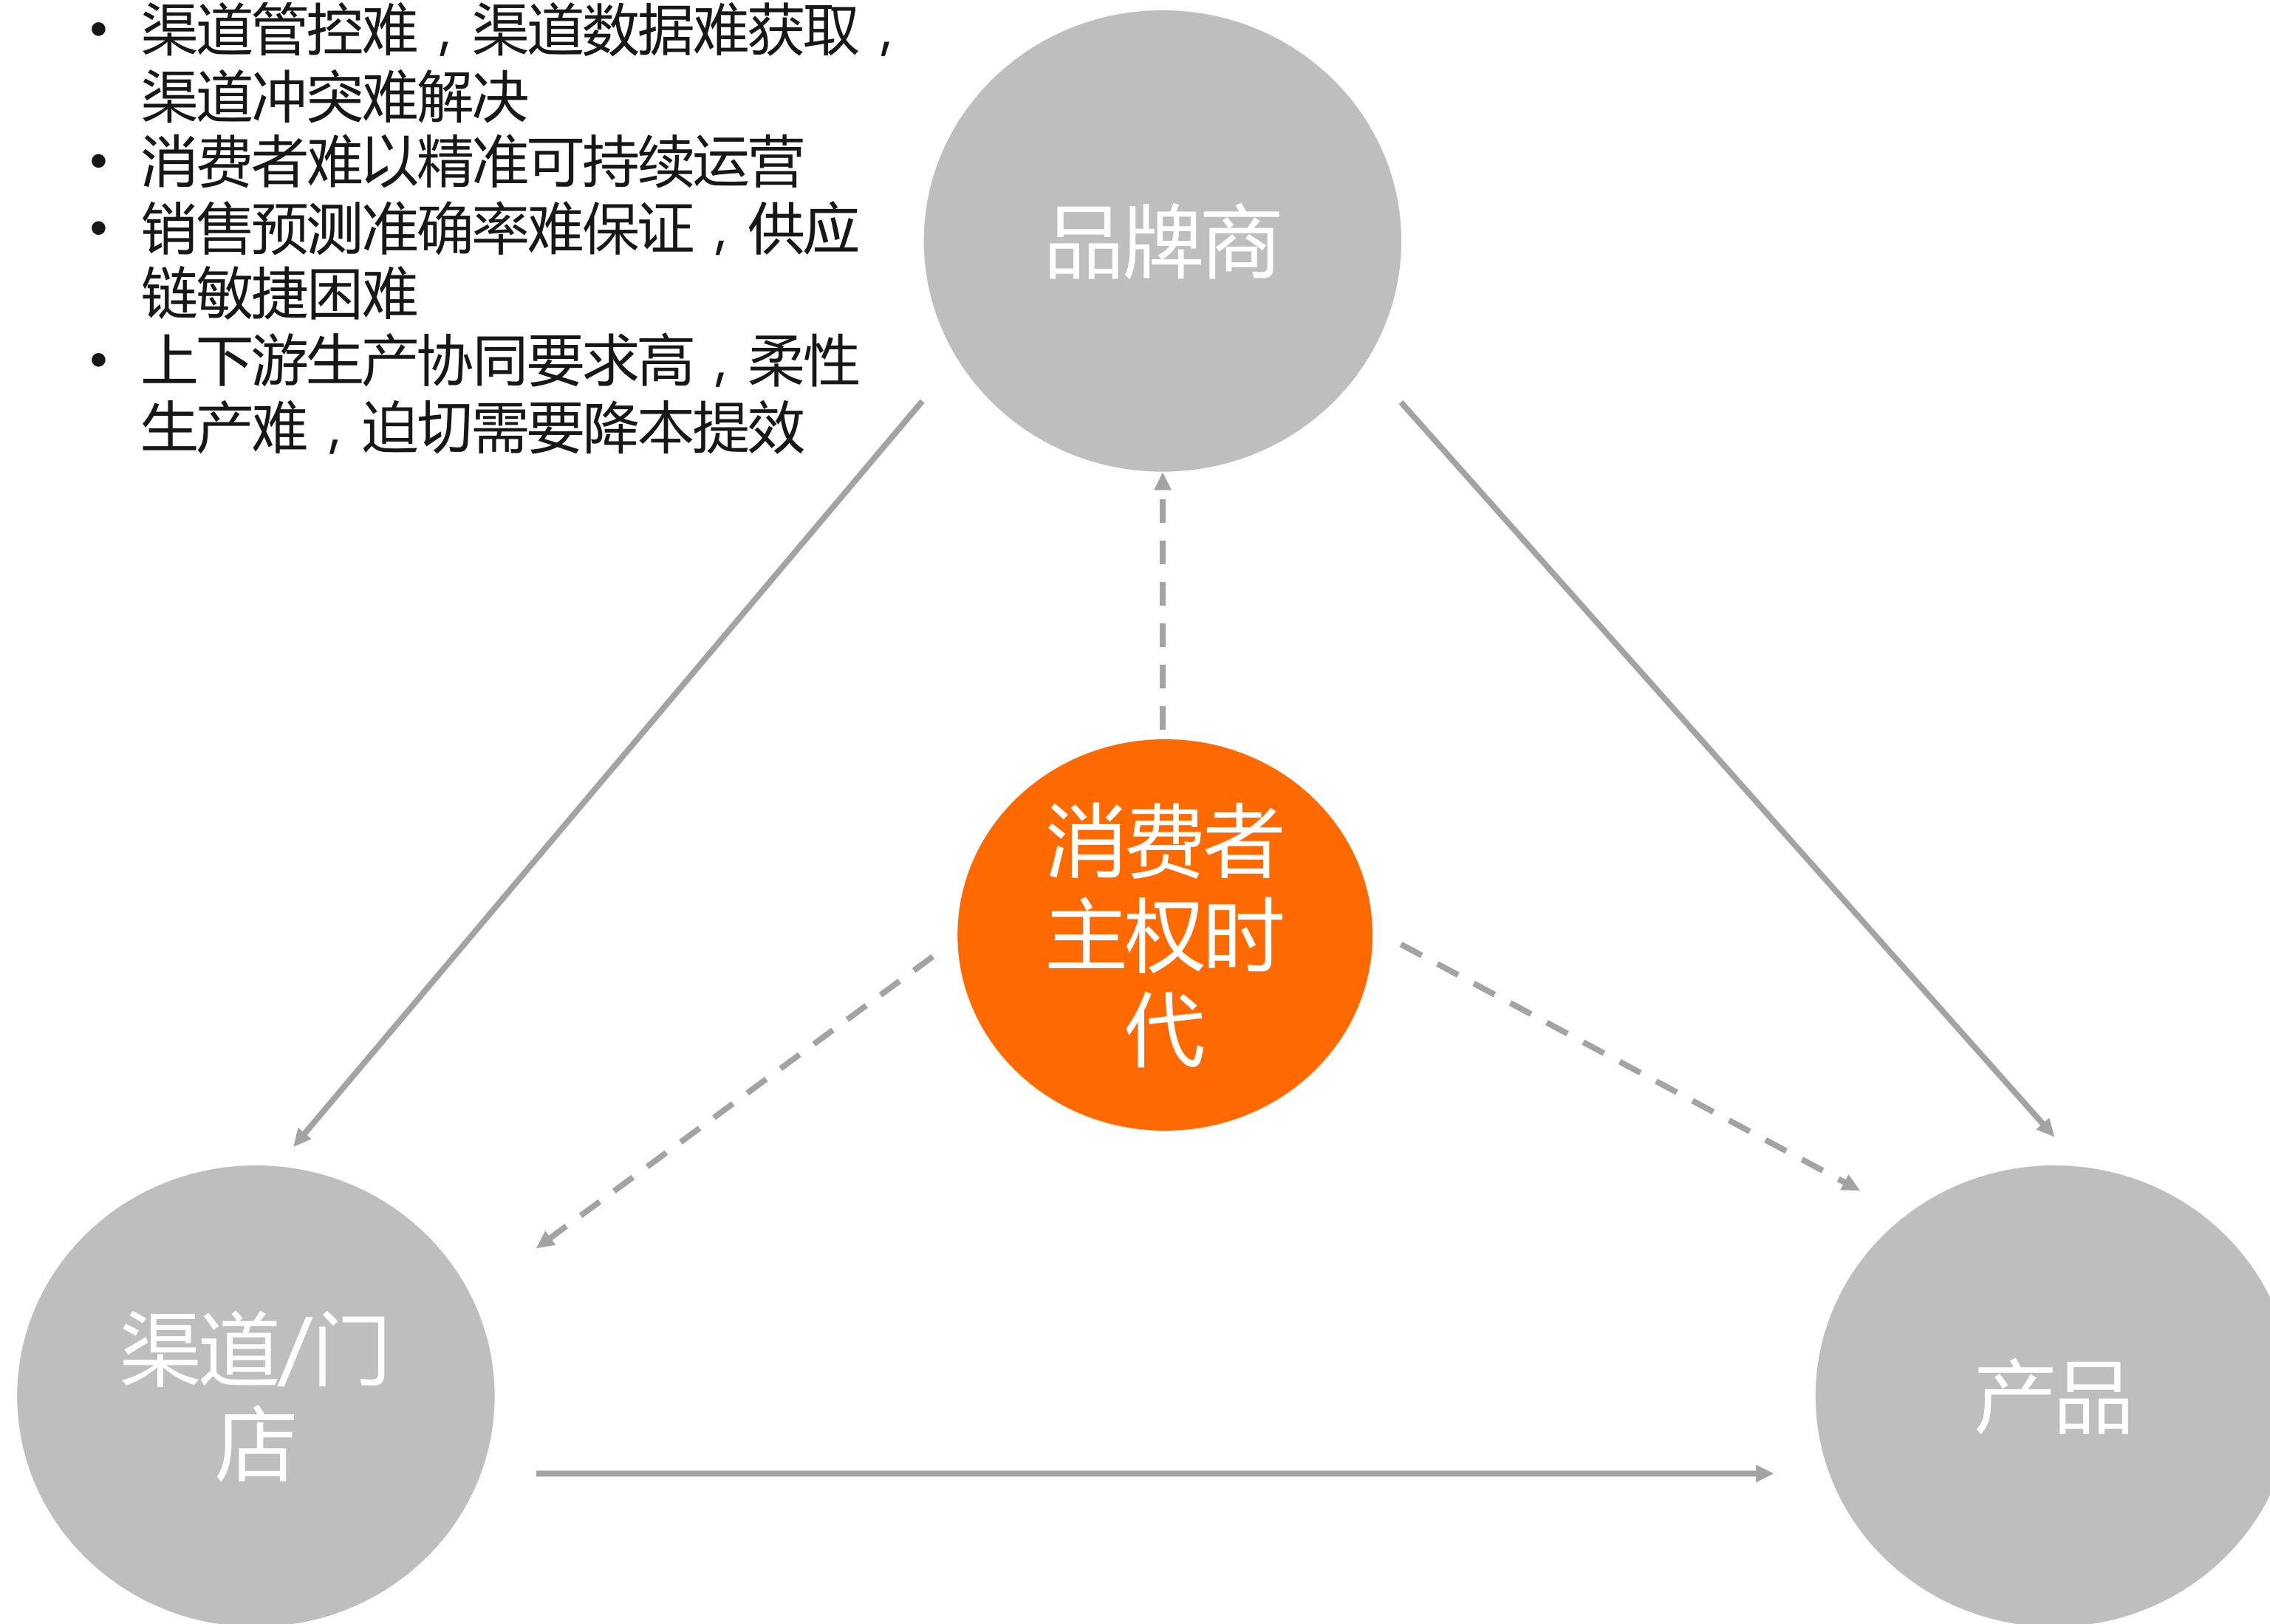 • 渠道管控难，渠道数据难获取，
渠道冲突难解决
• 消费者难以精准可持续运营
• 销售预测准确率难保证，供应
链敏捷困难
• 上下游生产协同要求高，柔性
生产难，迫切需要降本提效
品牌商
消费者
主权时
代
渠道/门
店
产品